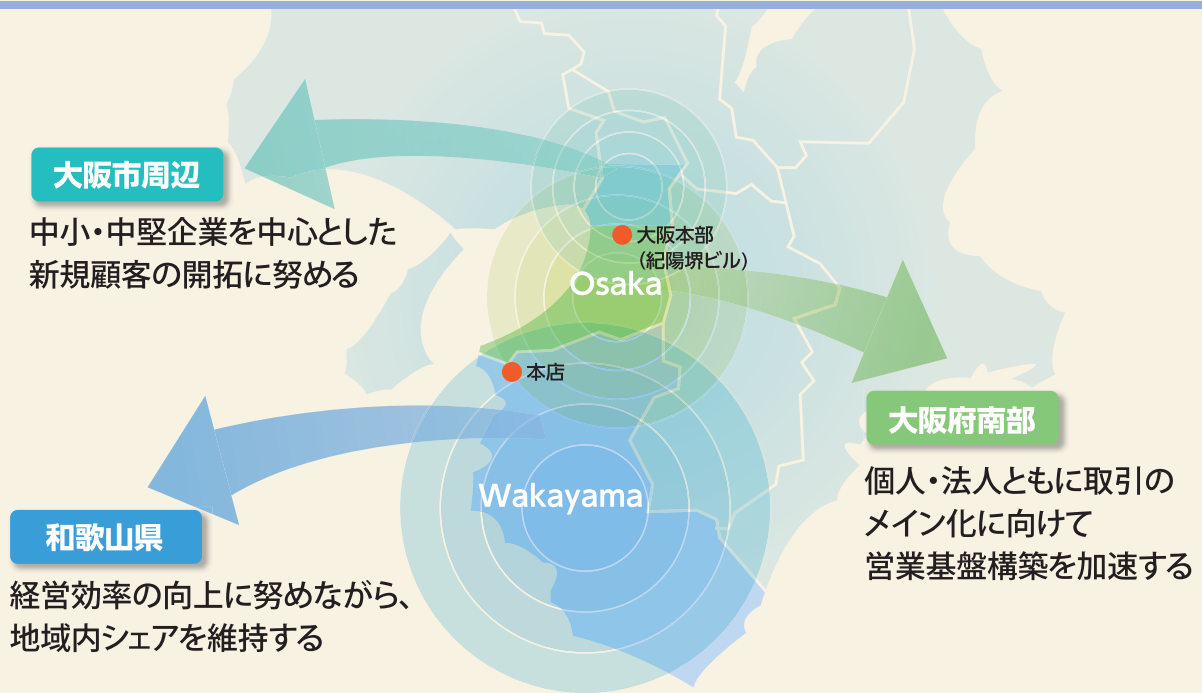 大阪市周辺
中小・中堅企業を中心とした
新規顧客の開拓に努める
大阪本部
(紀陽堺ビル)
Osaka
本店
大阪府南部
個人・法人ともに取引の
メイン化に向けて
営業基盤構築を加速する
Wakayama
和歌山県
経営効率の向上に努めながら、
地域内シェアを維持する